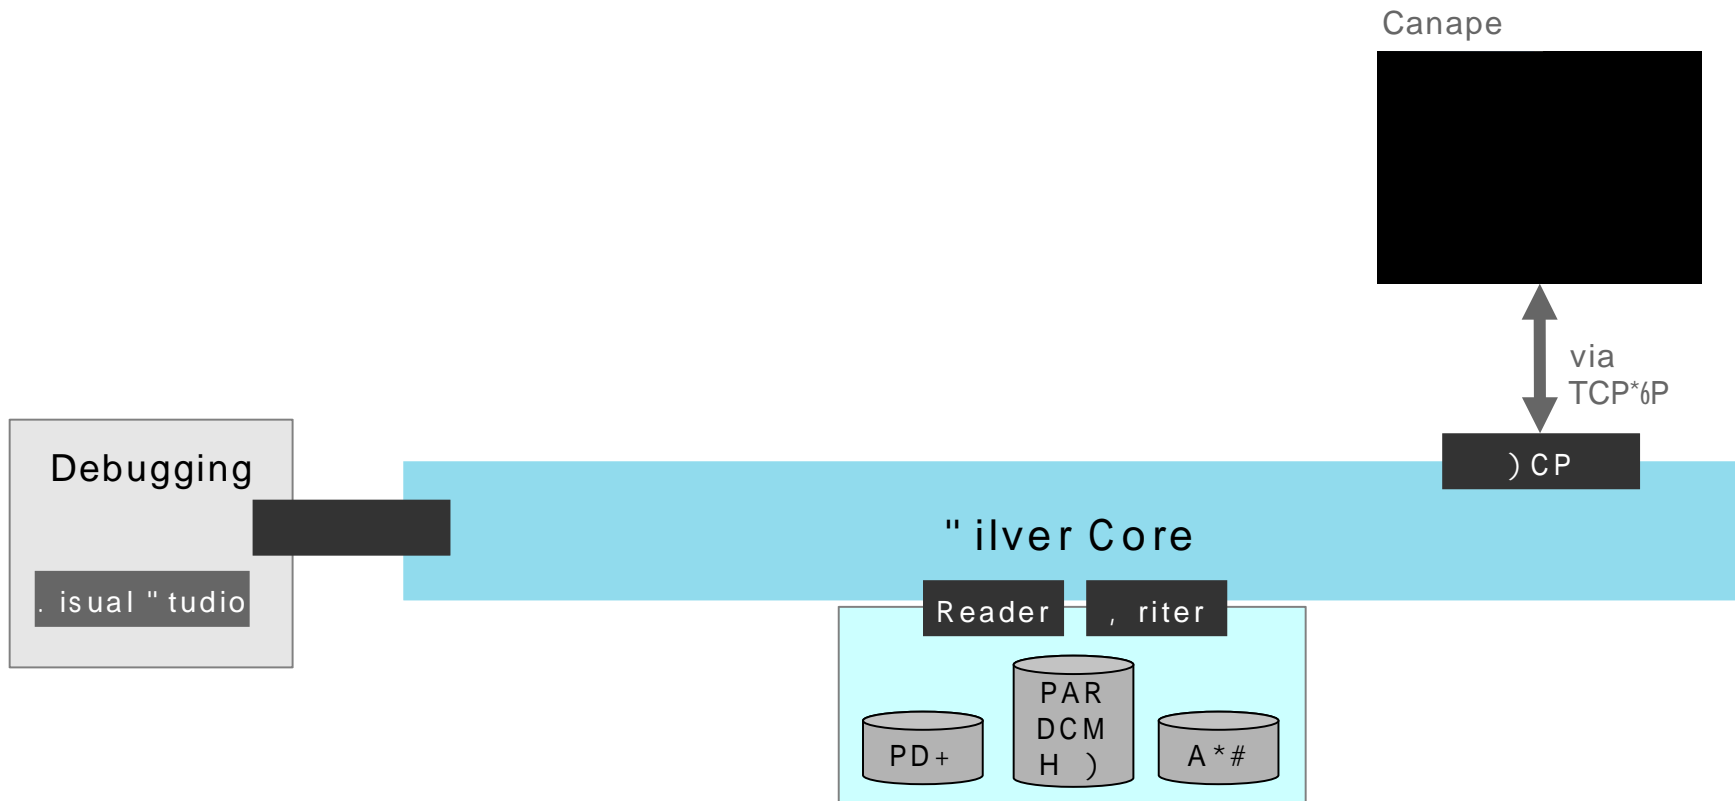 Canape
via
TCP*6P
)CP
Debugging
"ilver Core
.isual "tudio
Reader
,riter
PAR
DCM
H )
PD+
A*#